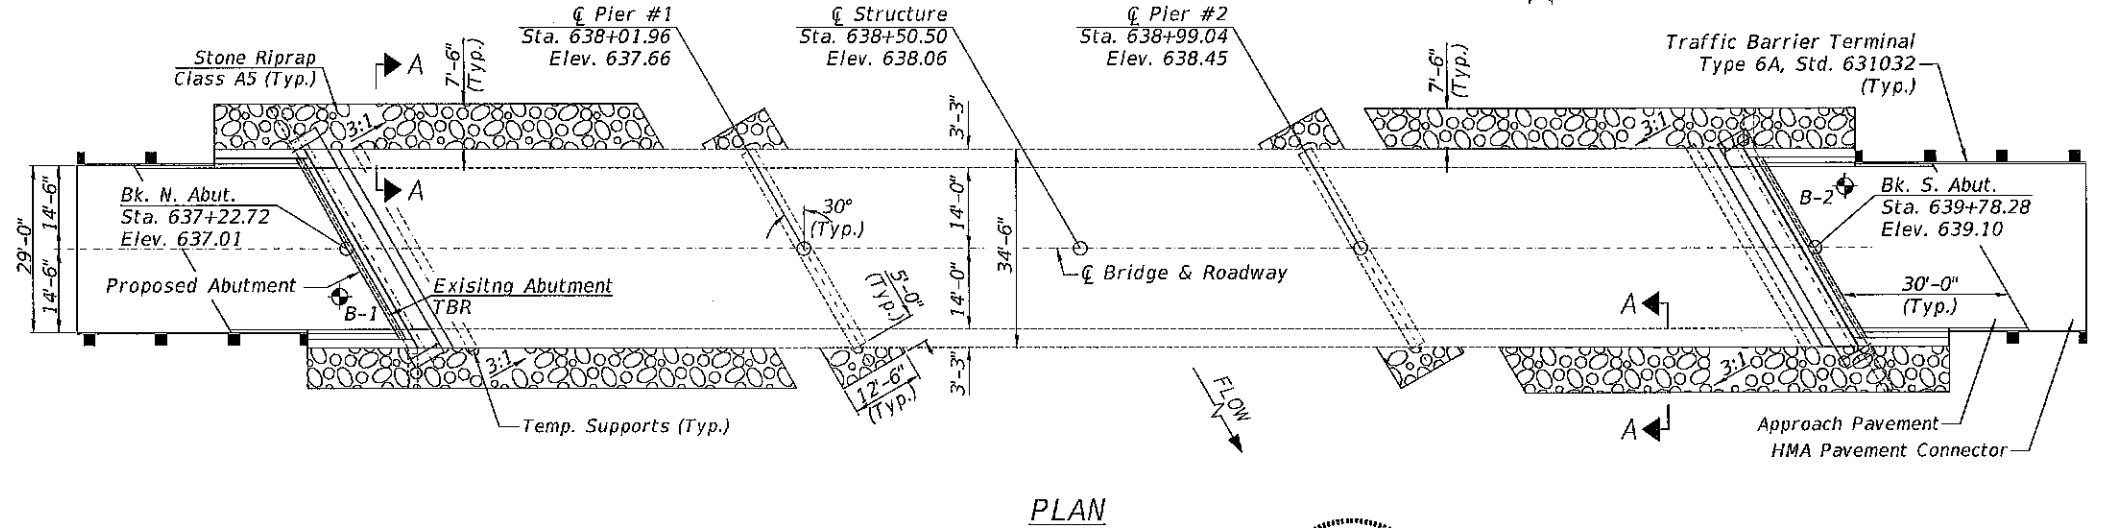 ℄ Pier #1
Sta. 638+01.96
Elev. 637.66
℄ Structure
Sta. 638+50.50
Elev. 638.06
℄ Pier #2
Sta. 638+99.04
Elev. 638.45
Traffic Barrier Terminal
Type 6A, Std. 631032
(Typ.)
Stone Riprap
Class A5 (Typ.)
A
7'-6"
(Typ.)
3'-3"
7'-6"
(Typ.)
3:1
3:1
A
Bk. N. Abut.
Sta. 637+22.72
Elev. 637.01
14'-6"
29'-0"
14'-6"
30°
(Typ.)
14'-0"
34'-6"
14'-0"
B-2
Bk. S. Abut.
Sta. 639+78.28
Elev. 639.10
℄ Bridge & Roadway
Proposed Abutment
Exisitng Abutment
TBR
B-1
5'-0"
(Typ.)
30'-0"
(Typ.)
A
3:1
12'-6"
(Typ.)
3'-3"
3:1
FLOW
Temp. Supports (Typ.)
A
Approach Pavement
HMA Pavement Connector
PLAN